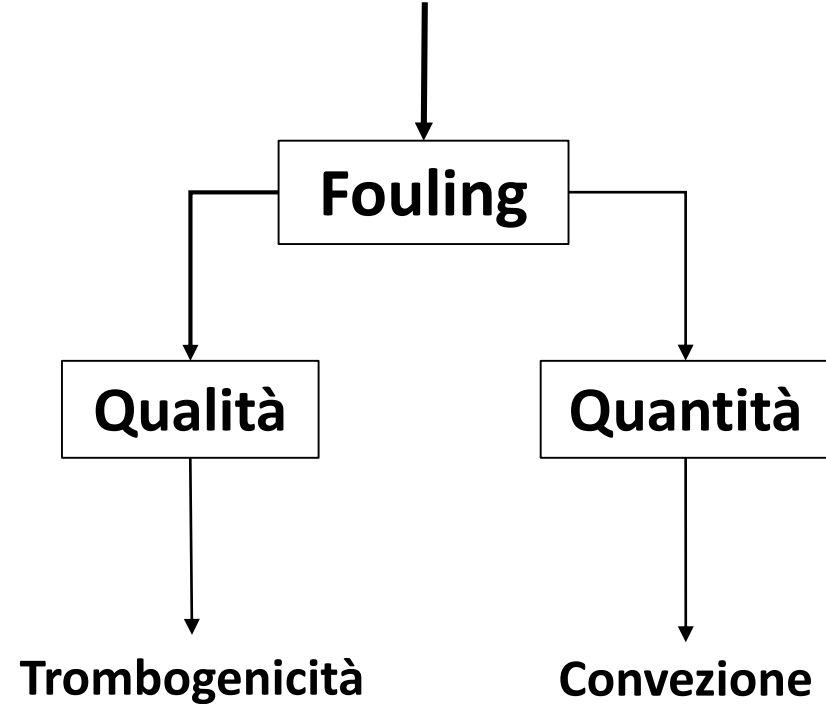 Fouling
Qualità
Quantità
Trombogenicità
Convezione